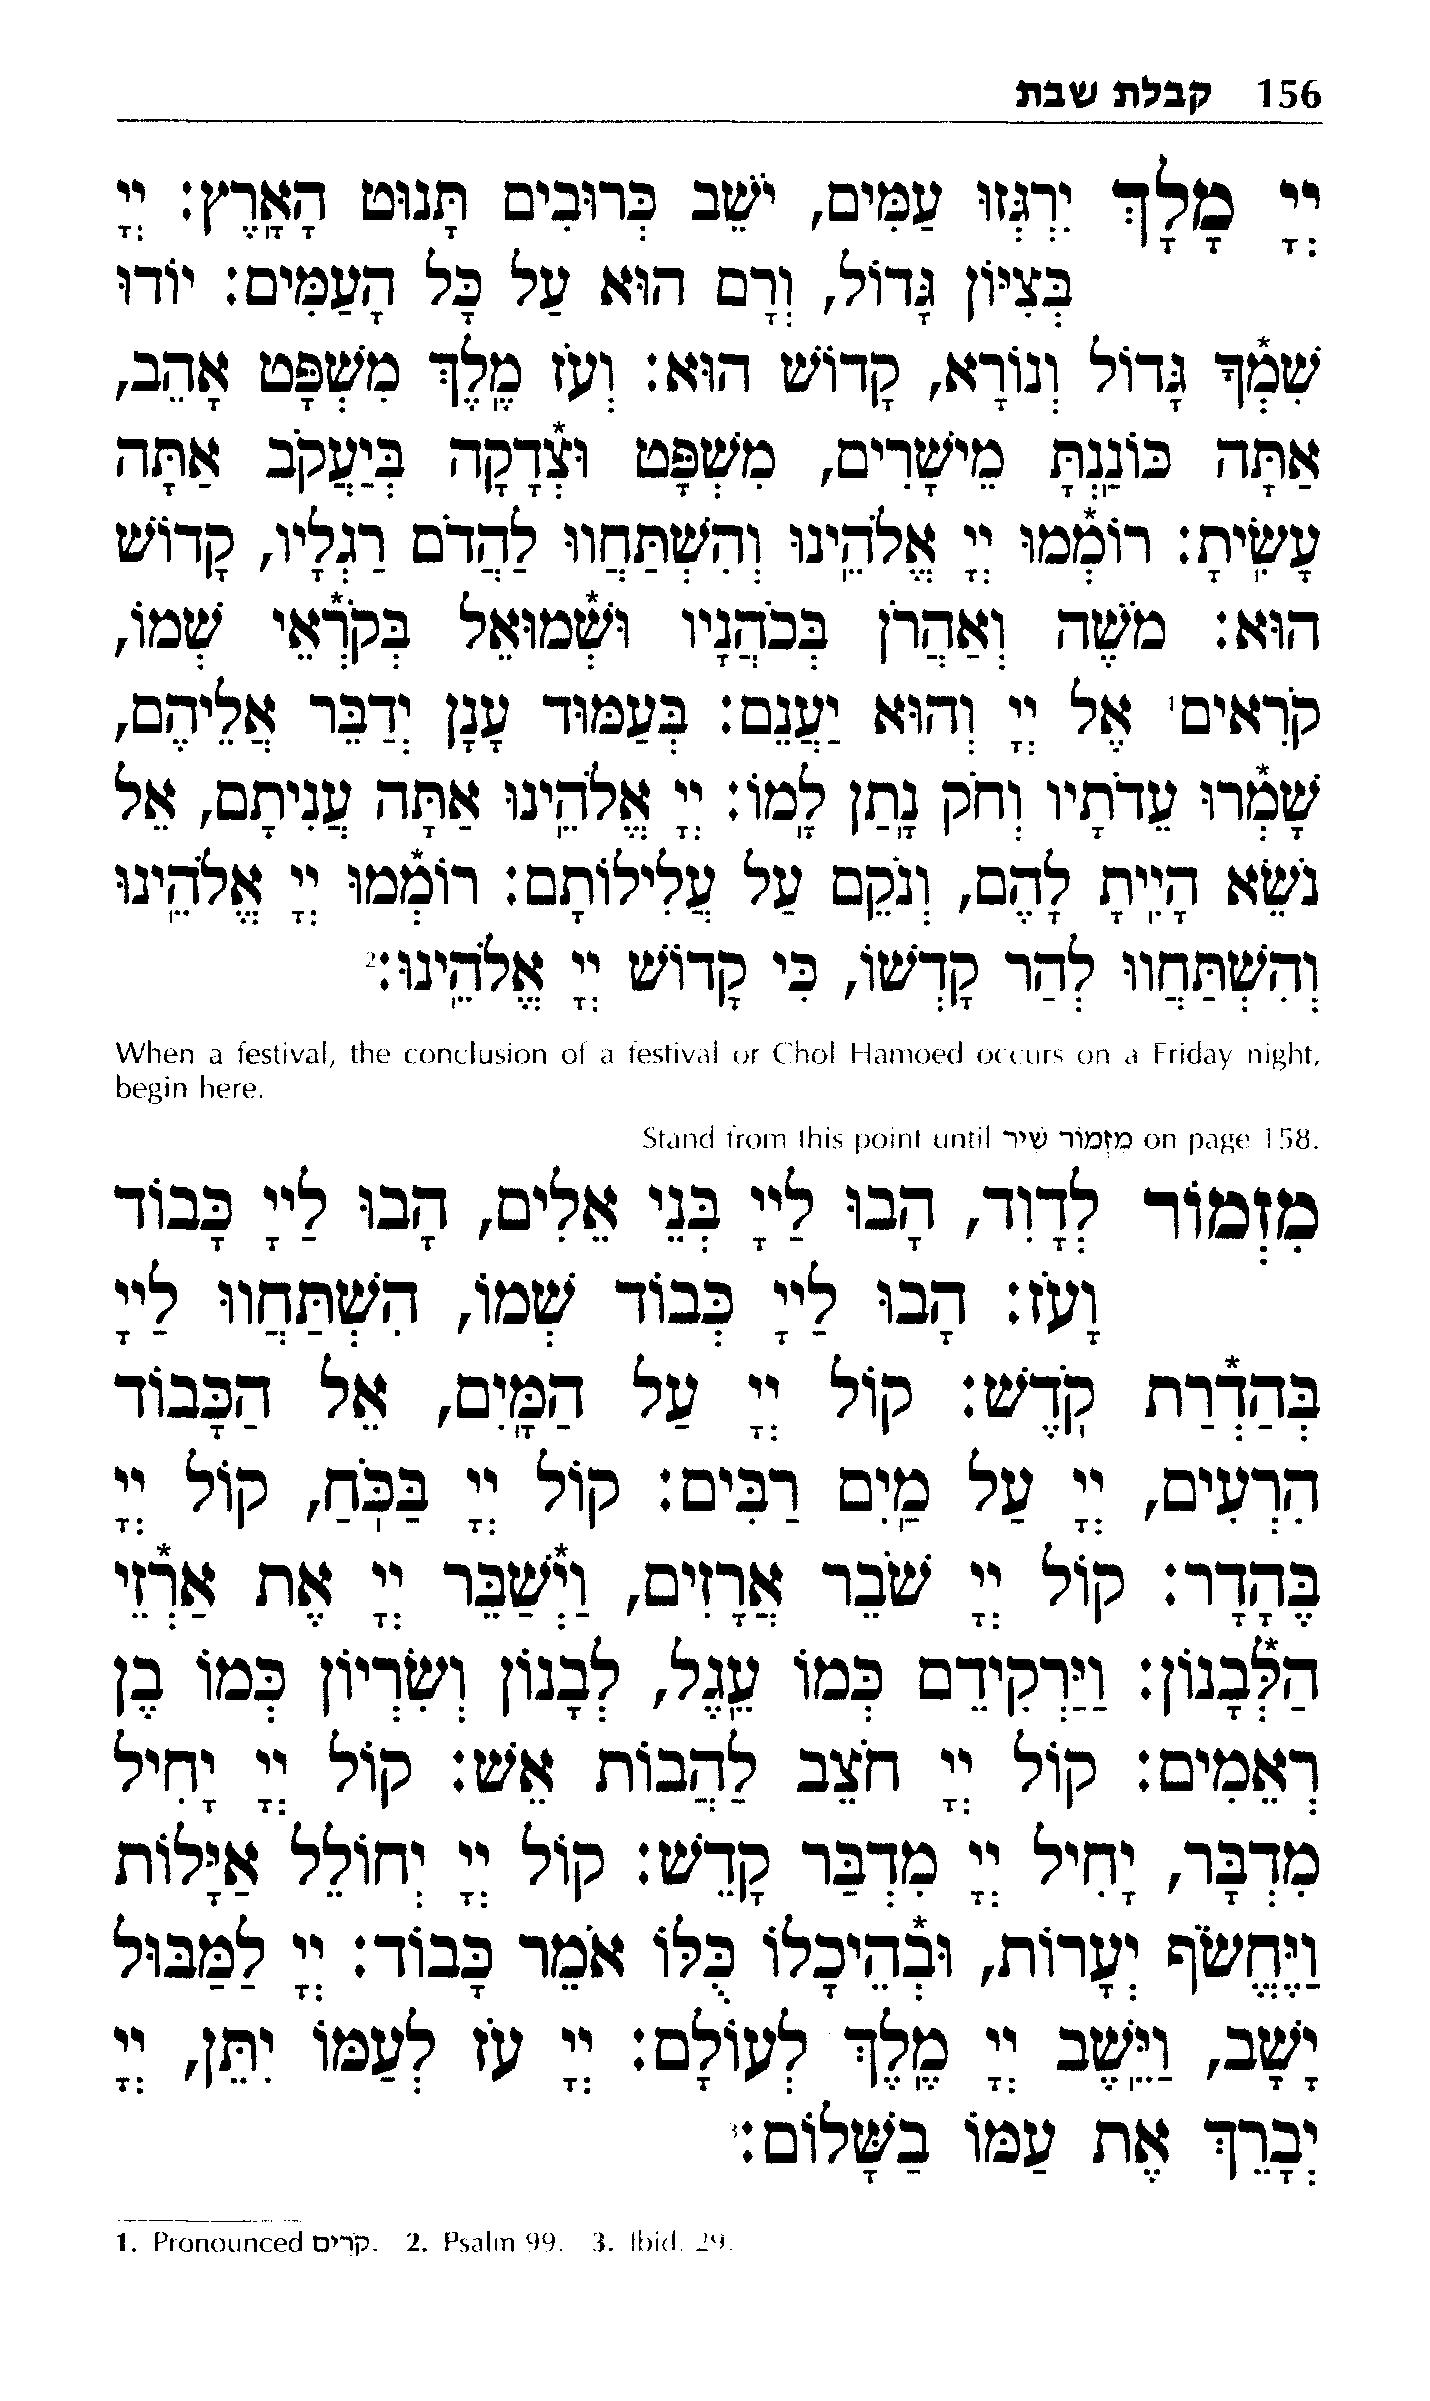 156 קבלת שבת
יְיָ מָלָךְ יִרְגְּזוּ עַמִּים, יֹשֵׁב כְּרוּבִים תָּנוּט הָאָרֶץ: יְיָ
בְּצִיּוֹן גָּדוֹל, וְרָם הוּא עַל כָּל הָעַמִּים: יוֹדוּ
שִׁמְ*ךָ גָּדוֹל וְנוֹרָא, קָדוֹשׁ הוּא: וְעֹז מֶלֶךְ מִשְׁפָּט אָהֵב,
אַתָּה כּוֹנַנְתָּ מֵישָׁרִים, מִשְׁפָּט וּצְ*דָקָה בְּיַעֲקֹב אַתָּה
עָשִׂיתָ: רוֹמְ*מוּ יְיָ אֱלֹהֵינוּ וְהִשְׁתַּחֲווּ לַהֲדֹם רַגְלָיו, קָדוֹשׁ
הוּא: מֹשֶׁה וְאַהֲרֹן בְּכֹהֲנָיו וּשְׁ*מוּאֵל בְּקֹרְ*אֵי שְׁמוֹ,
קֹרִאים¹ אֶל יְיָ וְהוּא יַעֲנֵם: בְּעַמּוּד עָנָן יְדַבֵּר אֲלֵיהֶם,
שָׁמְ*רוּ עֵדֹתָיו וְחֹק נָתַן לָמוֹ: יְיָ אֱלֹהֵינוּ אַתָּה עֲנִיתָם, אֵל
נֹשֵׂא הָיִיתָ לָהֶם, וְנֹקֵם עַל עֲלִילוֹתָם: רוֹמְ*מוּ יְיָ אֱלֹהֵינוּ
וְהִשְׁתַּחֲווּ לְהַר קָדְשׁוֹ, כִּי קָדוֹשׁ יְיָ אֱלֹהֵינוּ:²
When a festival, the conclusion of a festival or Chol Hamoed occurs on a Friday night,
begin here.
Stand from this point until מִזְמוֹר שִׁיר on page 158.
מִזְמוֹר לְדָוִד, הָבוּ לַייָ בְּנֵי אֵלִים, הָבוּ לַייָ כָּבוֹד
וָעֹז: הָבוּ לַייָ כְּבוֹד שְׁמוֹ, הִשְׁתַּחֲווּ לַייָ
בְּהַדְ*רַת קֹדֶשׁ: קוֹל יְיָ עַל הַמָּיִם, אֵל הַכָּבוֹד
הִרְעִים, יְיָ עַל מַיִם רַבִּים: קוֹל יְיָ בַּכֹּחַ, קוֹל יְיָ
בֶּהָדָר: קוֹל יְיָ שֹׁבֵר אֲרָזִים, וַיְ*שַׁבֵּר יְיָ אֶת אַרְ*זֵי
הַלְּ*בָנוֹן: וַיַּרְקִידֵם כְּמוֹ עֵגֶל, לְבָנוֹן וְשִׂרְיוֹן כְּמוֹ בֶן
רְאֵמִים: קוֹל יְיָ חֹצֵב לַהֲבוֹת אֵשׁ: קוֹל יְיָ יָחִיל
מִדְבָּר, יָחִיל יְיָ מִדְבַּר קָדֵשׁ: קוֹל יְיָ יְחוֹלֵל אַיָּלוֹת
וַיֶּחֱשֹׂף יְעָרוֹת, וּבְ*הֵיכָלוֹ כֻּלּוֹ אֹמֵר כָּבוֹד: יְיָ לַמַּבּוּל
יָשָׁב, וַיֵּשֶׁב יְיָ מֶלֶךְ לְעוֹלָם: יְיָ עֹז לְעַמּוֹ יִתֵּן, יְיָ
יְבָרֵךְ אֶת עַמּוֹ בַשָּׁלוֹם:³
1. Pronounced קֹרִים. 2. Psalm 99. 3. Ibid. 29.